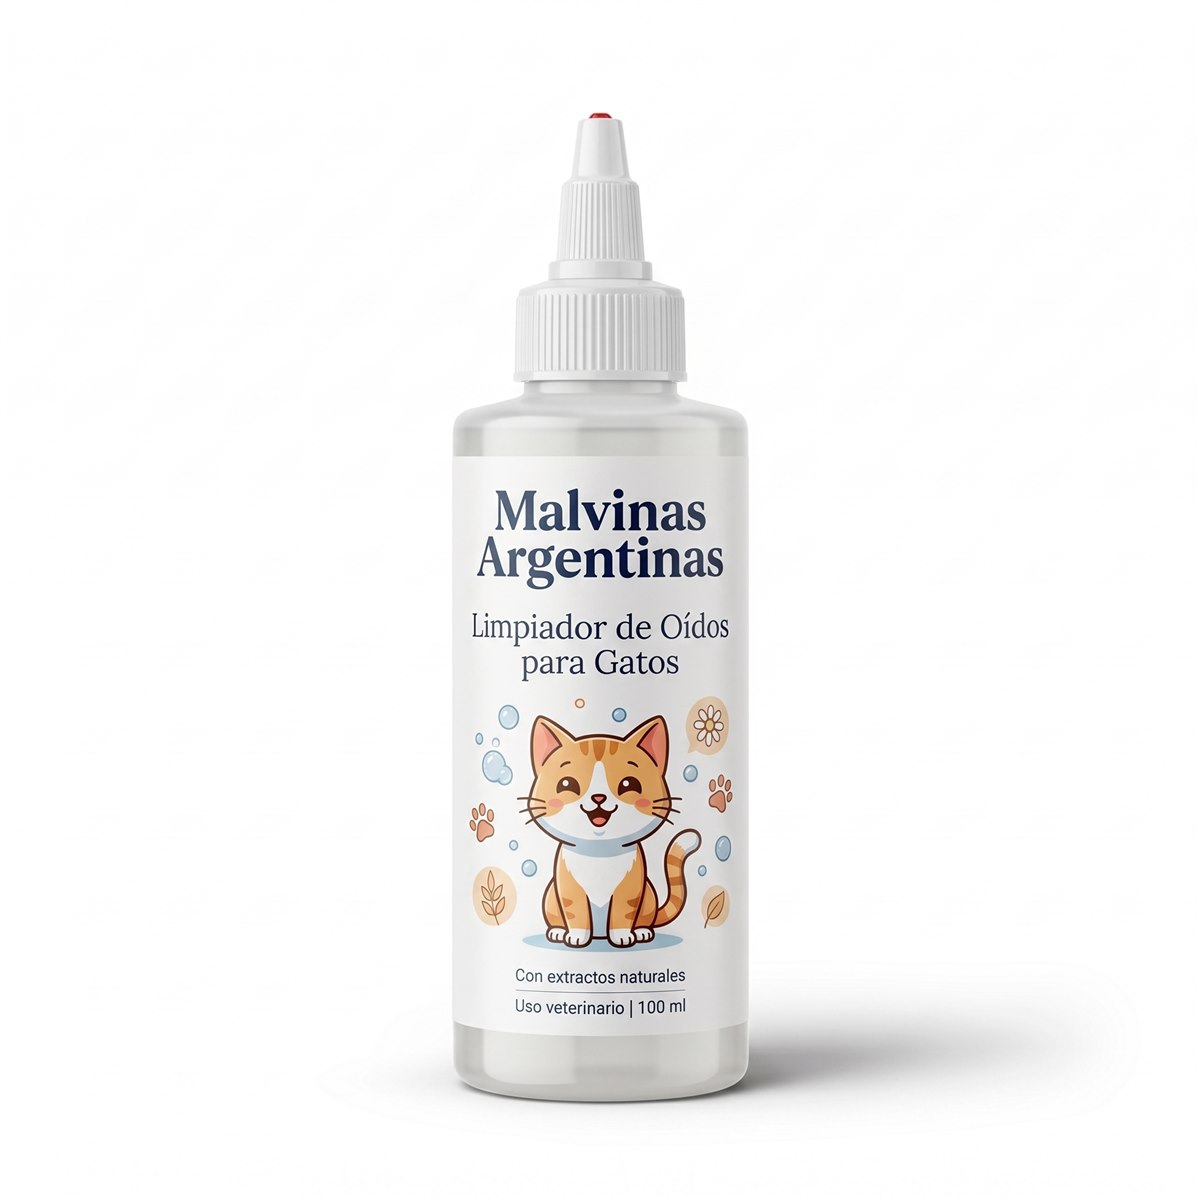 Malvinas
Argentinas
Limpiador de Oídos
para Gatos
Con extractos naturales
Uso veterinario | 100 ml